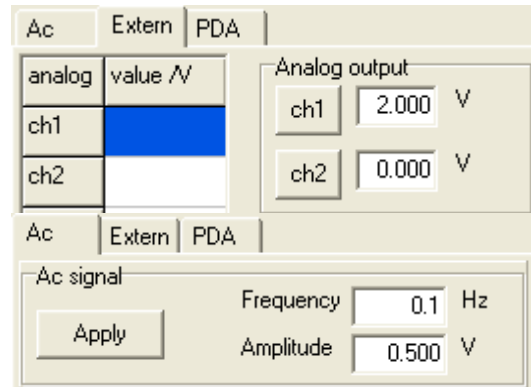 Ac Extern PDA
analog value /V
ch1
ch2
Analog output
ch1 2.000 V
ch2 0.000 V
Ac Extern PDA
Ac signal
Apply
Frequency 0.1 Hz
Amplitude 0.500 V